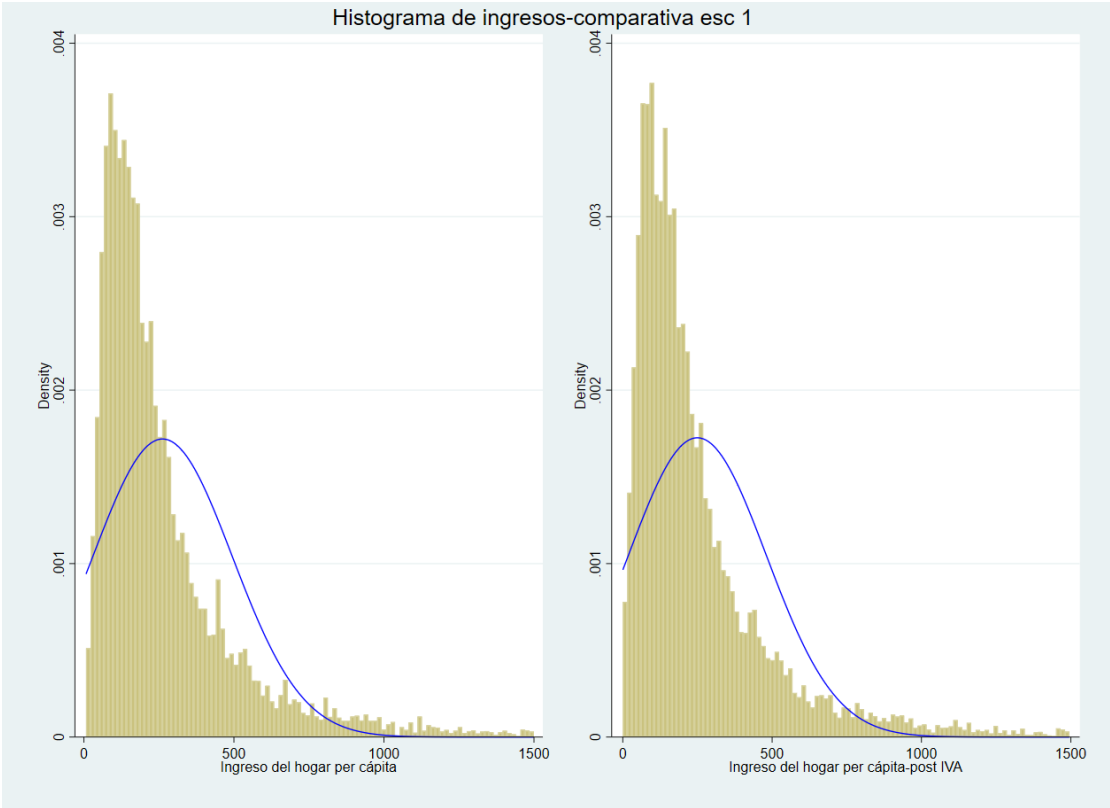 Histograma de ingresos-comparativa esc 1
.004
.003
.002
.001
0
Density
0 500 1000 1500
Ingreso del hogar per cápita
.004
.003
.002
.001
0
Density
0 500 1000 1500
Ingreso del hogar per cápita-post IVA